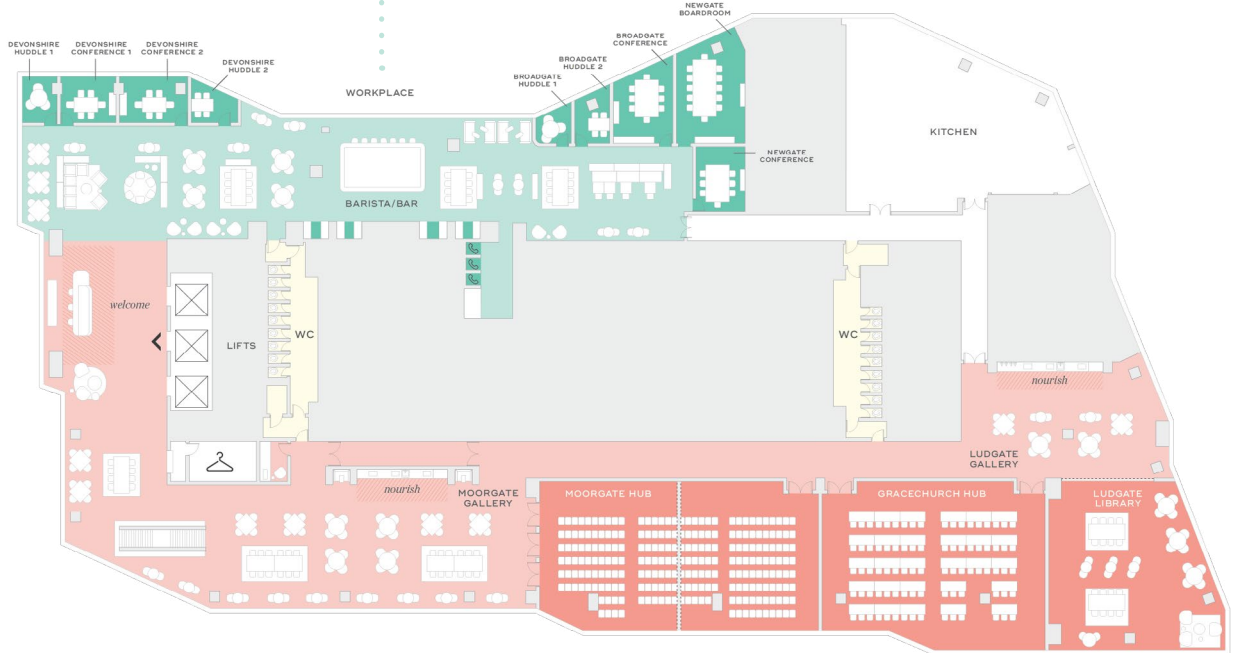 NEWGATE
BOARDROOM
BROADGATE
CONFERENCE
DEVONSHIRE
HUDDLE 1
DEVONSHIRE
CONFERENCE 1
DEVONSHIRE
CONFERENCE 2
DEVONSHIRE
HUDDLE 2
BROADGATE
HUDDLE 2
BROADGATE
HUDDLE 1
WORKPLACE
KITCHEN
NEWGATE
CONFERENCE
BARISTA/BAR
welcome
LIFTS
WC
WC
nourish
LUDGATE
GALLERY
nourish
MOORGATE
GALLERY
MOORGATE HUB
GRACECHURCH HUB
LUDGATE
LIBRARY